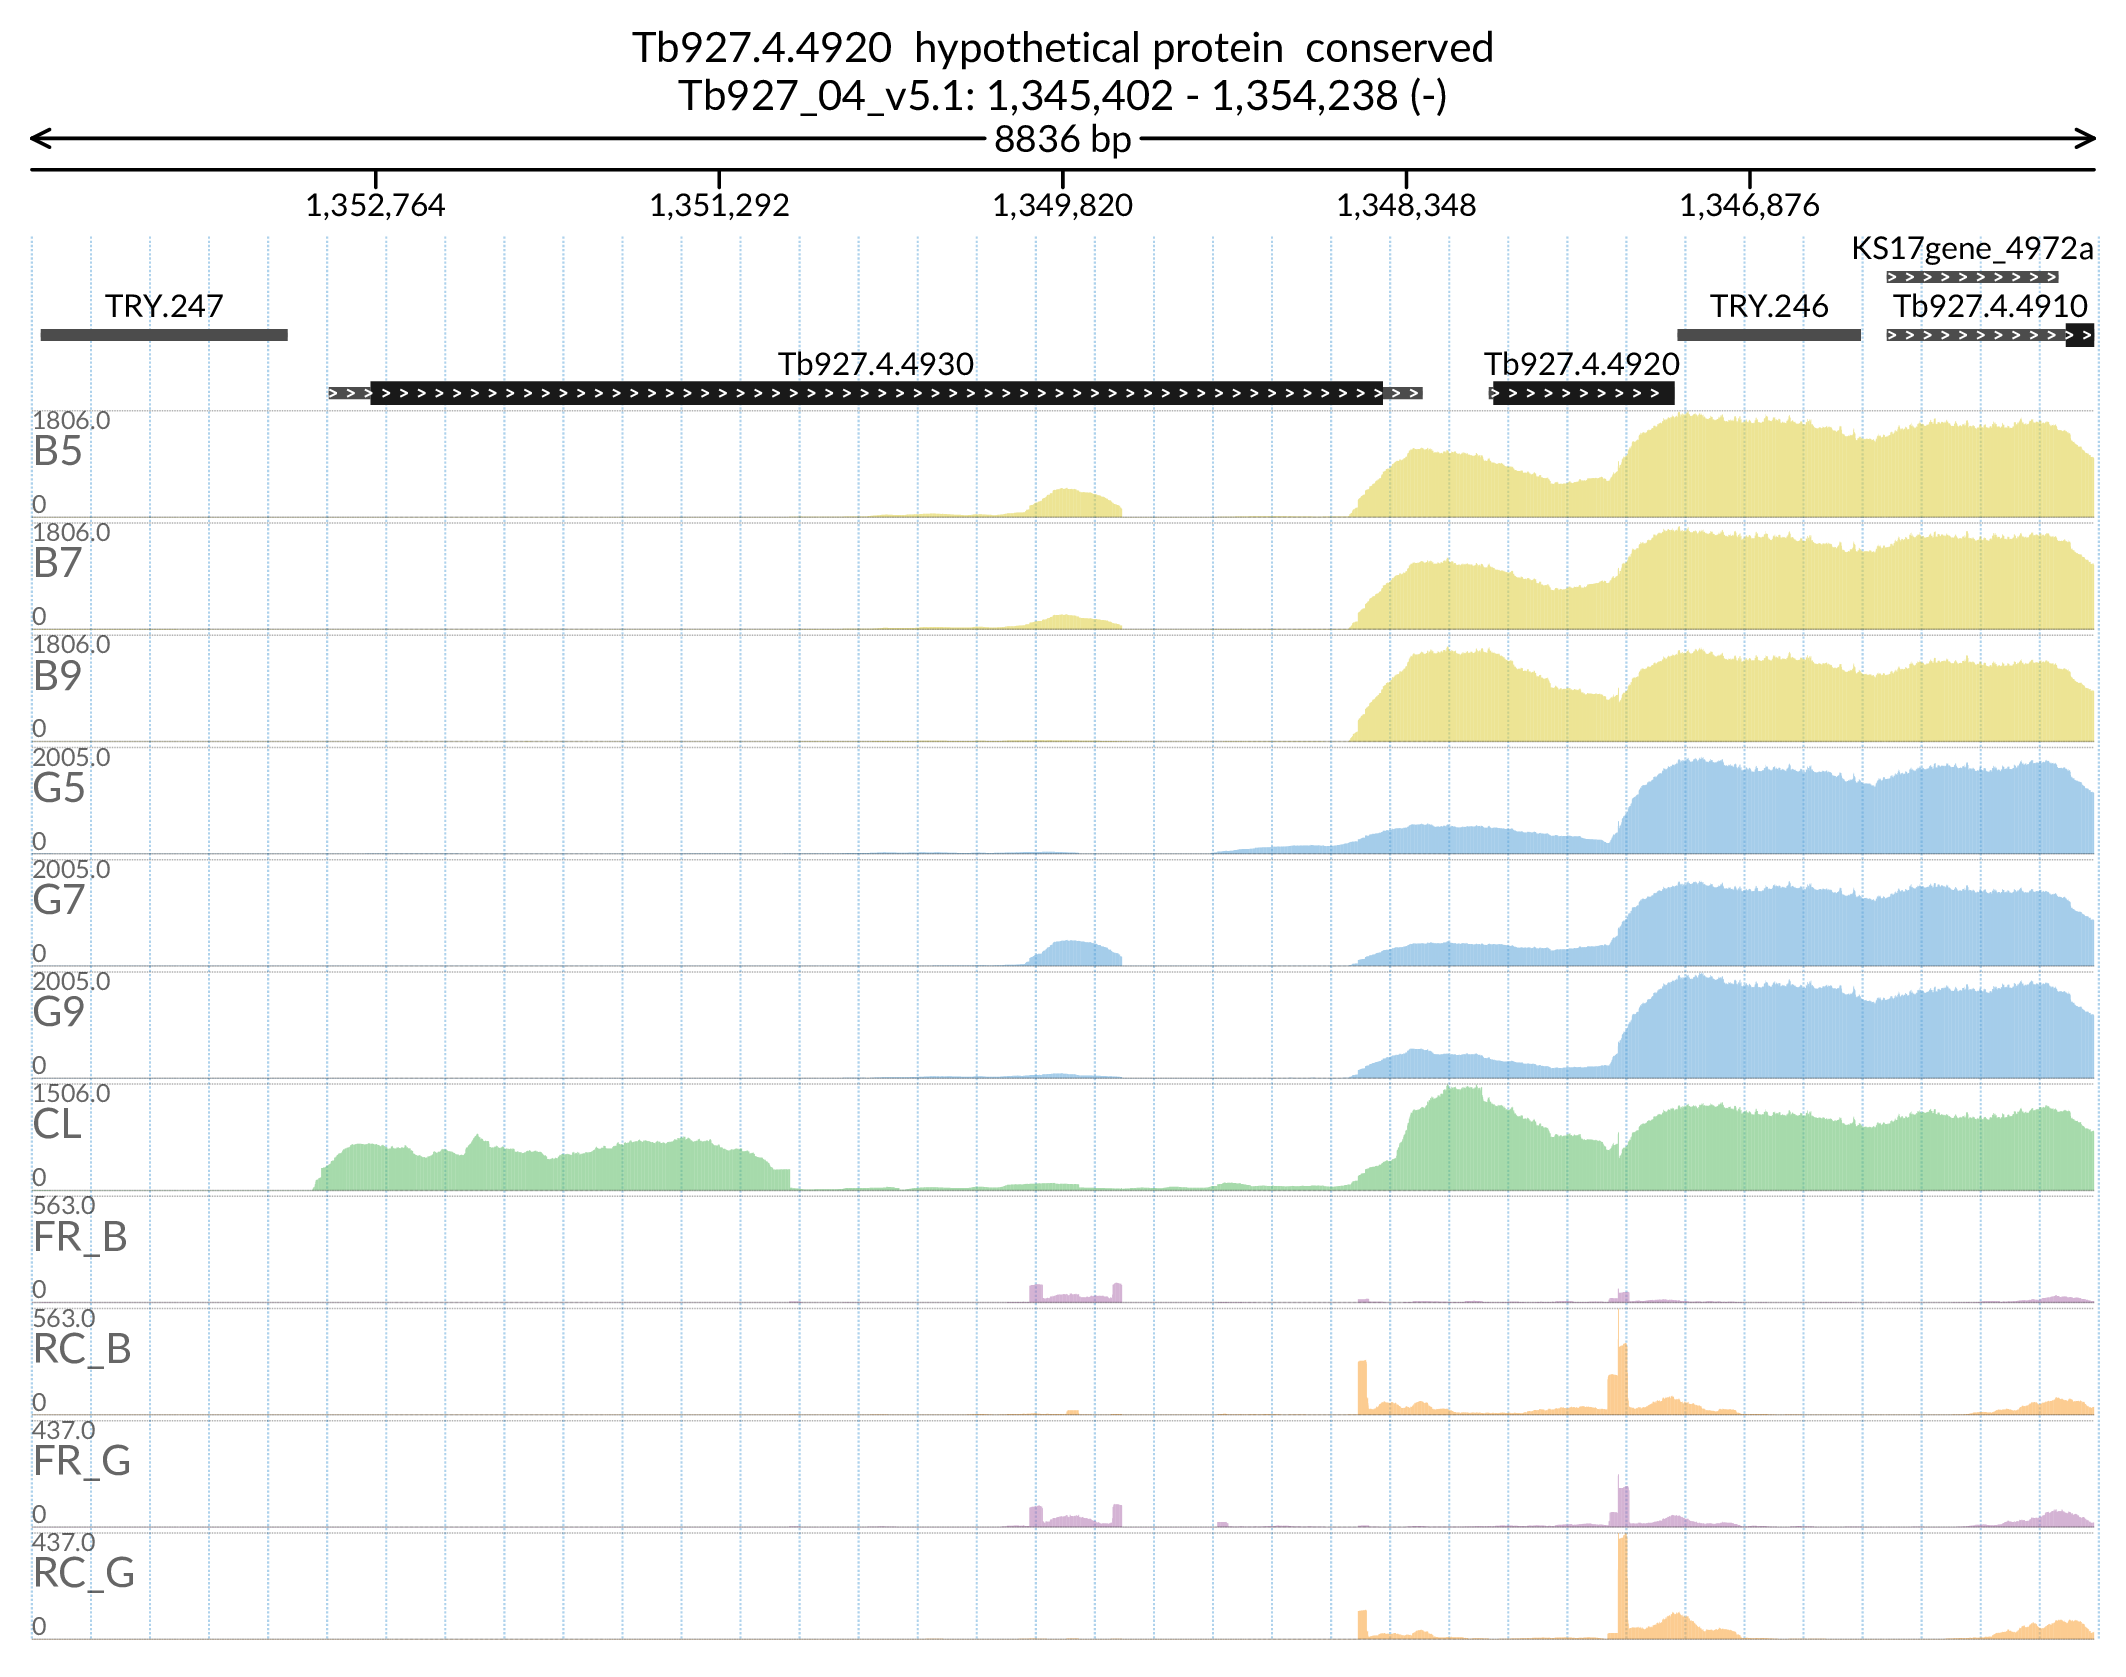 Tb927.4.4920  hypothetical protein  conserved
Tb927_04_v5.1: 1,345,402 - 1,354,238 (-)
8836 bp
1,352,764 1,351,292 1,349,820 1,348,348 1,346,876
KS17gene_4972a
TRY.247 TRY.246 Tb927.4.4910
Tb927.4.4930 Tb927.4.4920
1806.0
B5
0
1806.0
B7
0
1806.0
B9
0
2005.0
G5
0
2005.0
G7
0
2005.0
G9
0
1506.0
CL
0
563.0
FR_B
0
563.0
RC_B
0
437.0
FR_G
0
437.0
RC_G
0